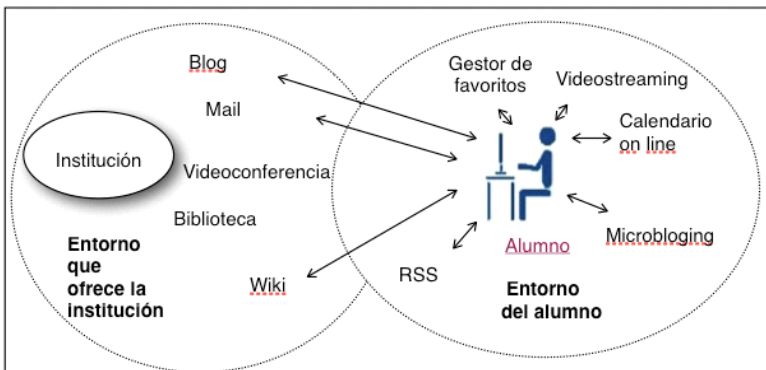 Blog
Mail
Institución
Videoconferencia
Biblioteca
Entorno
que
ofrece la
institución
Wiki
Gestor de
favoritos
Videostreaming
Calendario
on line
Microbloging
Alumno
RSS
Entorno
del alumno